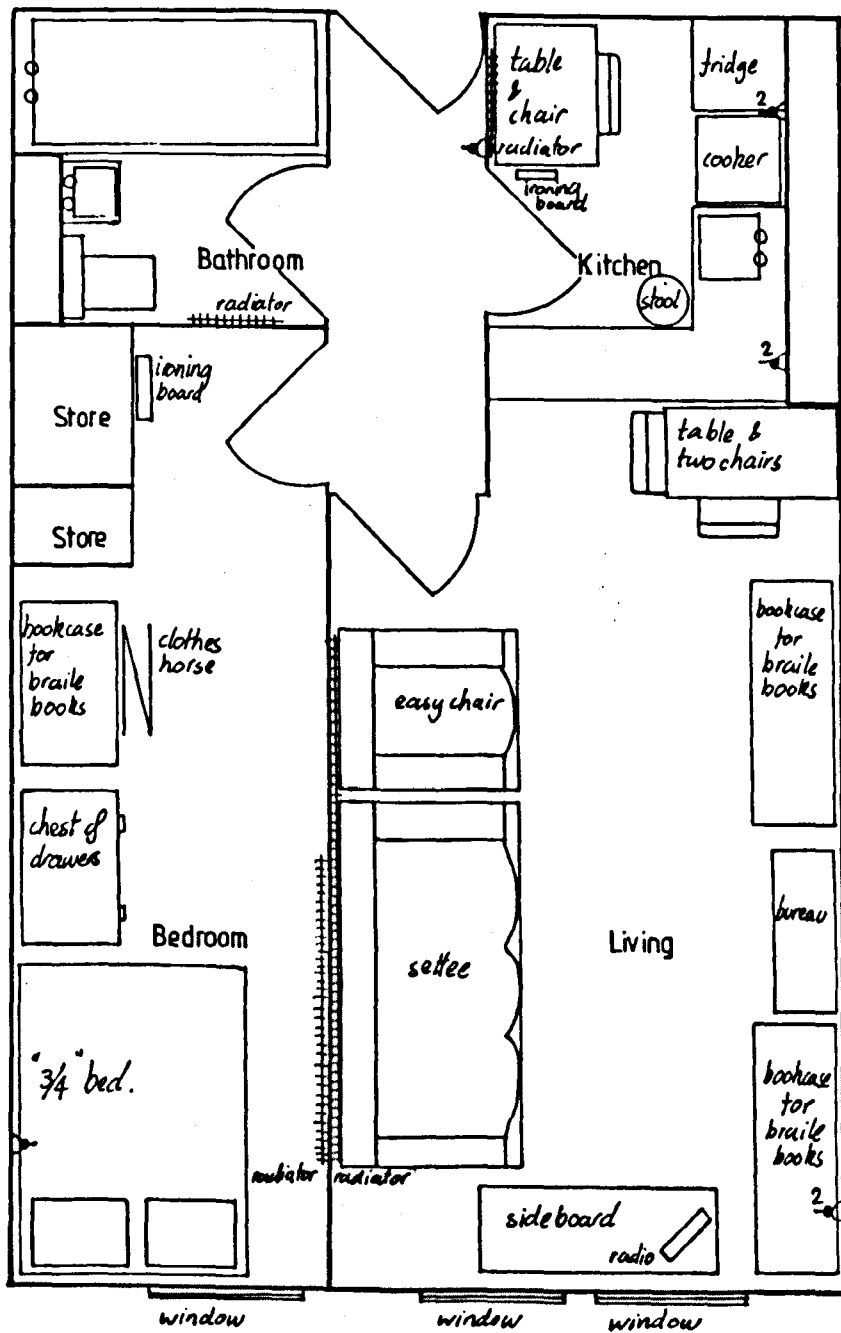 table
&
chair
radiator
fridge
2
cooker
ironing
board
Bathroom
Kitchen
stool
radiator
2
ironing
board
Store
table &
two chairs
Store
bookcase
for
braile
books
clothes
horse
bookcase
for
braile
books
easy chair
chest of
drawers
bureau
Bedroom
Living
settee
"3/4" bed.
bookcase
for
braile
books
radiator
radiator
2
sideboard
radio
window
window
window